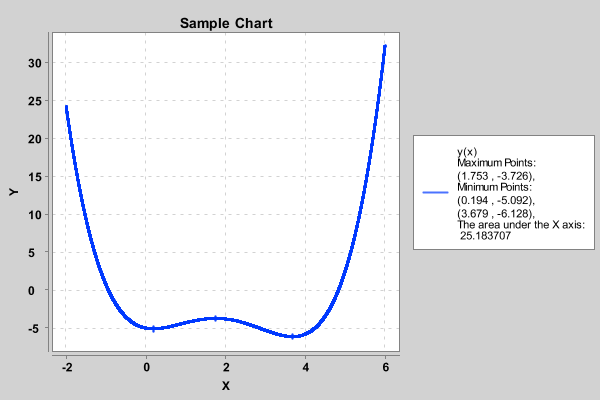 Sample Chart
30
25
20
15
10
5
0
-5
Y
-2
0
2
4
6
X
y(x)
Maximum Points:
(1.753 , -3.726),
Minimum Points:
(0.194 , -5.092),
(3.679 , -6.128),
The area under the X axis:
25.183707